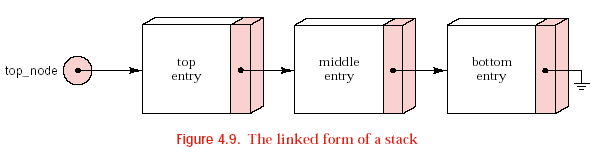 top_node
top
entry
middle
entry
bottom
entry
Figure 4.9. The linked form of a stack